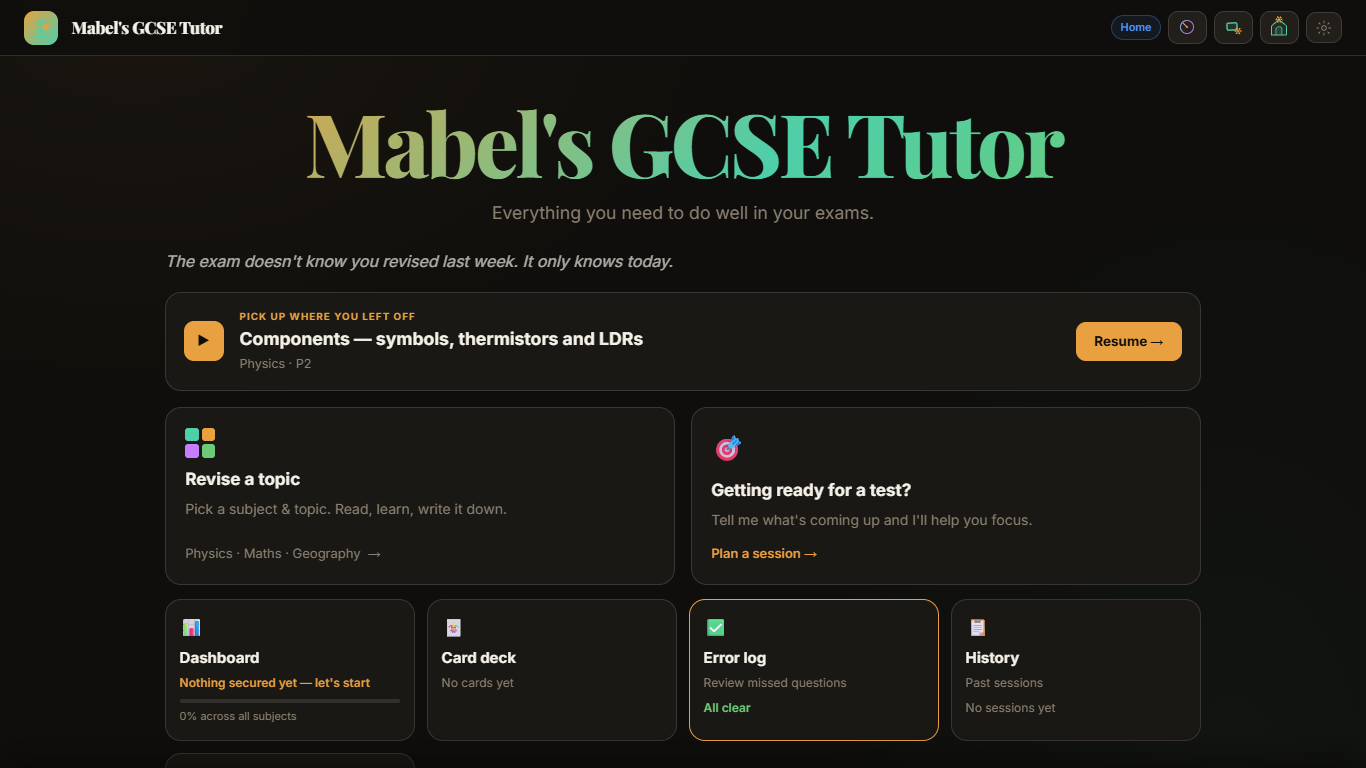 Mabel's GCSE Tutor
Home
Mabel's GCSE Tutor
Everything you need to do well in your exams.
The exam doesn't know you revised last week. It only knows today.
PICK UP WHERE YOU LEFT OFF
Components — symbols, thermistors and LDRs
Physics · P2
Resume →
Revise a topic
Pick a subject & topic. Read, learn, write it down.
Physics · Maths · Geography →
Getting ready for a test?
Tell me what's coming up and I'll help you focus.
Plan a session →
Dashboard
Nothing secured yet — let's start
0% across all subjects
Card deck
No cards yet
Error log
Review missed questions
All clear
History
Past sessions
No sessions yet